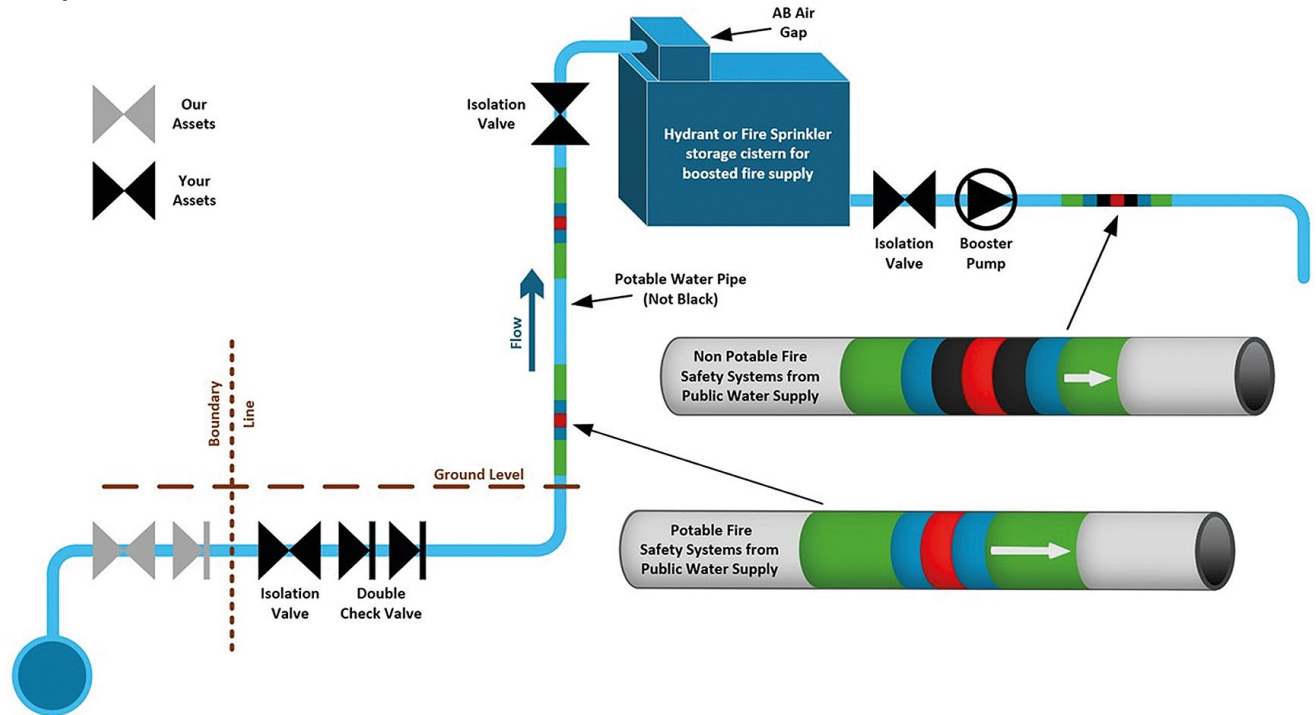 AB Air
Gap
Our
Assets
Your
Assets
Isolation
Valve
Hydrant or Fire Sprinkler
storage cistern for
boosted fire supply
Isolation
Valve
Booster
Pump
Potable Water Pipe
(Not Black)
Flow
Non Potable Fire
Safety Systems from
Public Water Supply
Boundary
Line
Ground Level
Potable Fire
Safety Systems from
Public Water Supply
Isolation
Valve
Double
Check Valve